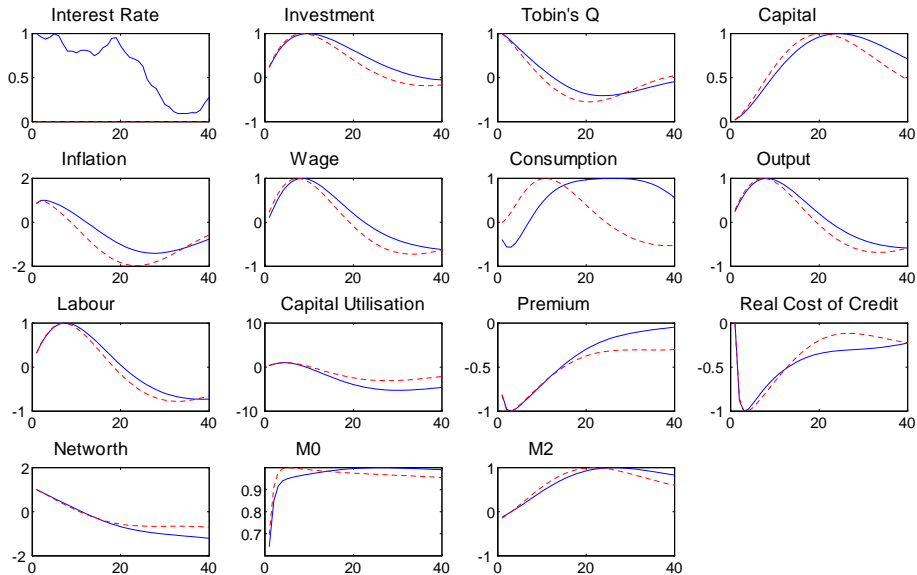 Interest Rate Investment Tobin's Q Capital
1 1 1 1
0.5 0 0 0.5
0 -1 -1 0
0 20 40 0 20 40 0 20 40 0 20 40
Inflation Wage Consumption Output
2 1 1 1
0 0 0 0
-2 -1 -1 -1
0 20 40 0 20 40 0 20 40 0 20 40
Labour Capital Utilisation Premium Real Cost of Credit
1 10 0 0
0 0 -0.5 -0.5
-1 -10 -1 -1
0 20 40 0 20 40 0 20 40 0 20 40
Networth M0 M2
2 1
0.9
0 0.8 0
0.7
-2 -1
0 20 40 0 20 40 0 20 40